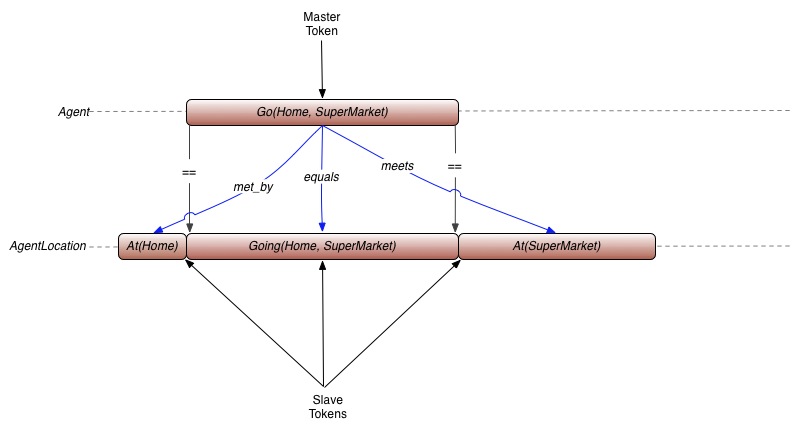 Master
Token
Agent
Go(Home, SuperMarket)
==
met_by
equals
meets
==
AgentLocation
At(Home)
Going(Home, SuperMarket)
At(SuperMarket)
Slave
Tokens